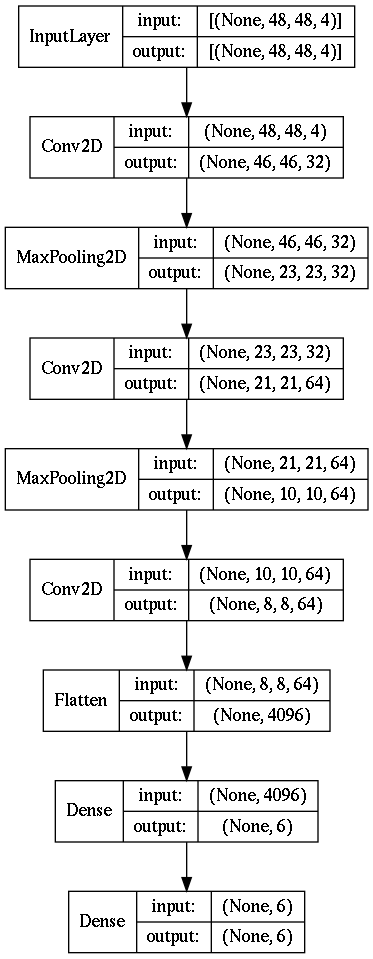 InputLayer
input: [(None, 48, 48, 4)]
output: [(None, 48, 48, 4)]
Conv2D
input: (None, 48, 48, 4)
output: (None, 46, 46, 32)
MaxPooling2D
input: (None, 46, 46, 32)
output: (None, 23, 23, 32)
Conv2D
input: (None, 23, 23, 32)
output: (None, 21, 21, 64)
MaxPooling2D
input: (None, 21, 21, 64)
output: (None, 10, 10, 64)
Conv2D
input: (None, 10, 10, 64)
output: (None, 8, 8, 64)
Flatten
input: (None, 8, 8, 64)
output: (None, 4096)
Dense
input: (None, 4096)
output: (None, 6)
Dense
input: (None, 6)
output: (None, 6)